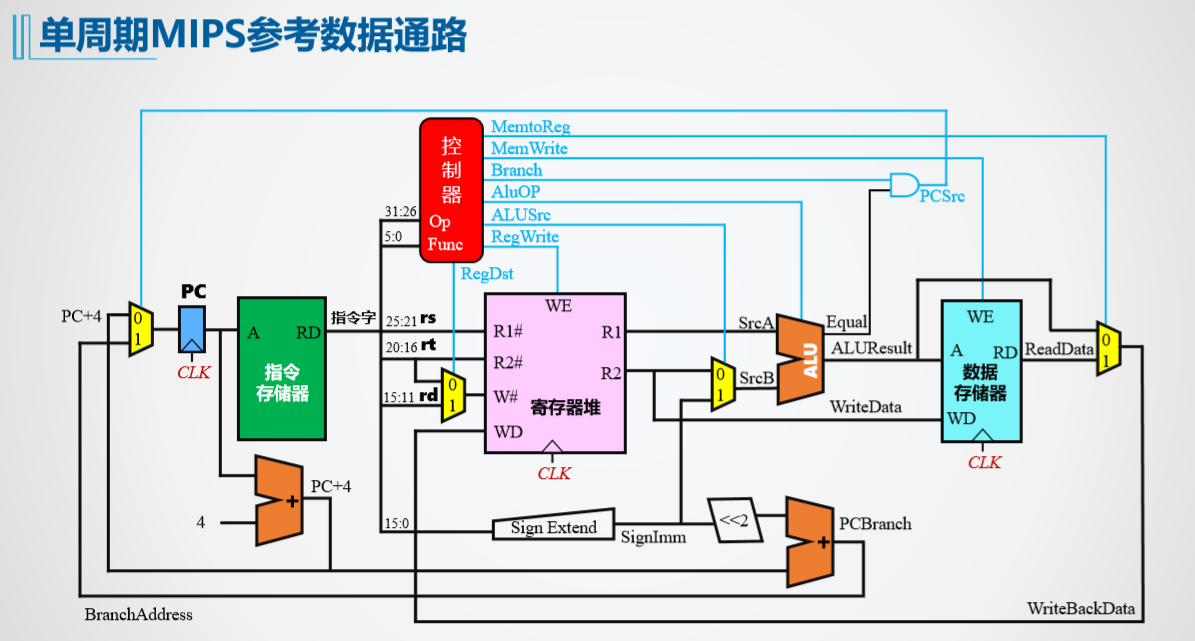 单周期MIPS参考数据通路
控
制
器
Op
Func
31:26
5:0
MemtoReg
MemWrite
Branch
AluOP
ALUSrc
RegWrite
RegDst
PCSrc
PC+4
0
1
PC
CLK
A
RD
指令
存储器
指令字
25:21 rs
20:16 rt
15:11 rd
0
1
WE
R1#
R2#
W#
WD
R1
R2
寄存器堆
CLK
0
1
SrcA
SrcB
ALU
Equal
ALUResult
WriteData
WE
A
RD
数据
存储器
WD
CLK
ReadData
0
1
4
+
PC+4
15:0
Sign Extend
SignImm
<<2
+
PCBranch
BranchAddress
WriteBackData